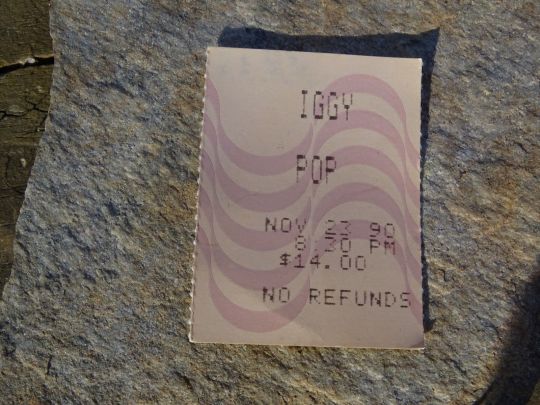 IGGY
POP
NOV 23 90
8:30 PM
$14.00
NO REFUNDS